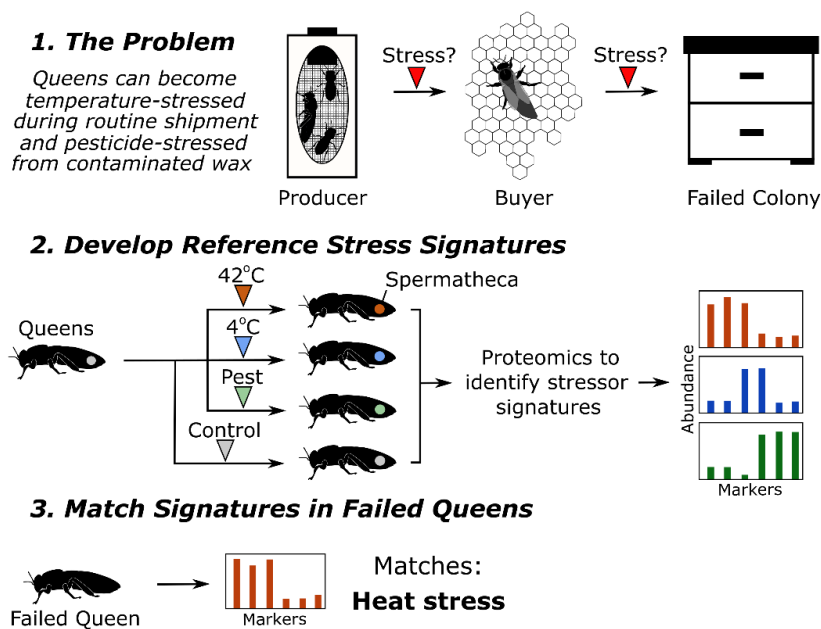 1. The Problem
Queens can become
temperature-stressed
during routine shipment
and pesticide-stressed
from contaminated wax
Stress?
Stress?
Producer
Buyer
Failed Colony
2. Develop Reference Stress Signatures
Queens
42°C
4°C
Pest
Control
Spermatheca
Proteomics to
identify stressor
signatures
Abundance
Markers
3. Match Signatures in Failed Queens
Failed Queen
Markers
Matches:
Heat stress